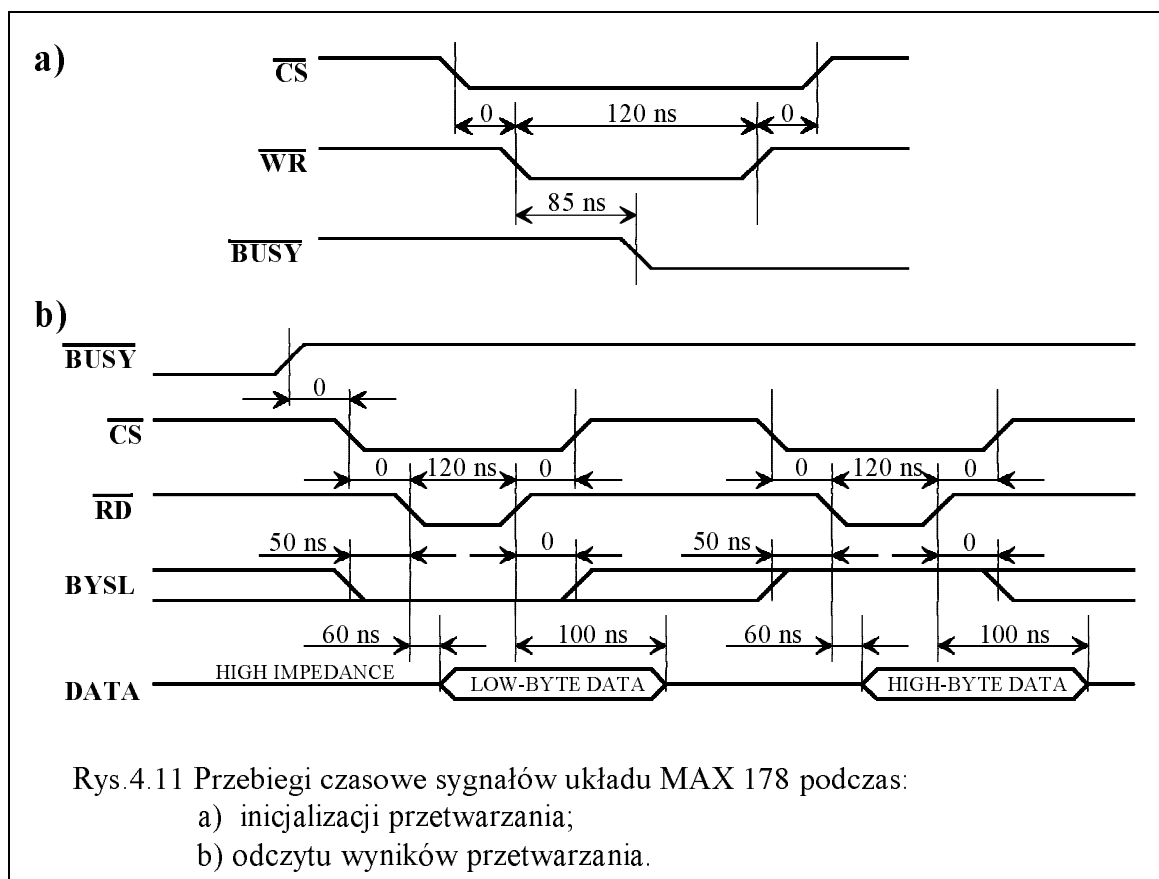 a)
CS
0 120 ns 0
WR
85 ns
BUSY
b)
BUSY
0
CS
0 120 ns 0 0 120 ns 0
RD
50 ns 0 50 ns 0
BYSL
60 ns 100 ns 60 ns 100 ns
HIGH IMPEDANCE
DATA LOW-BYTE DATA HIGH-BYTE DATA
Rys.4.11 Przebiegi czasowe sygnałów układu MAX 178 podczas:
a) inicjalizacji przetwarzania;
b) odczytu wyników przetwarzania.